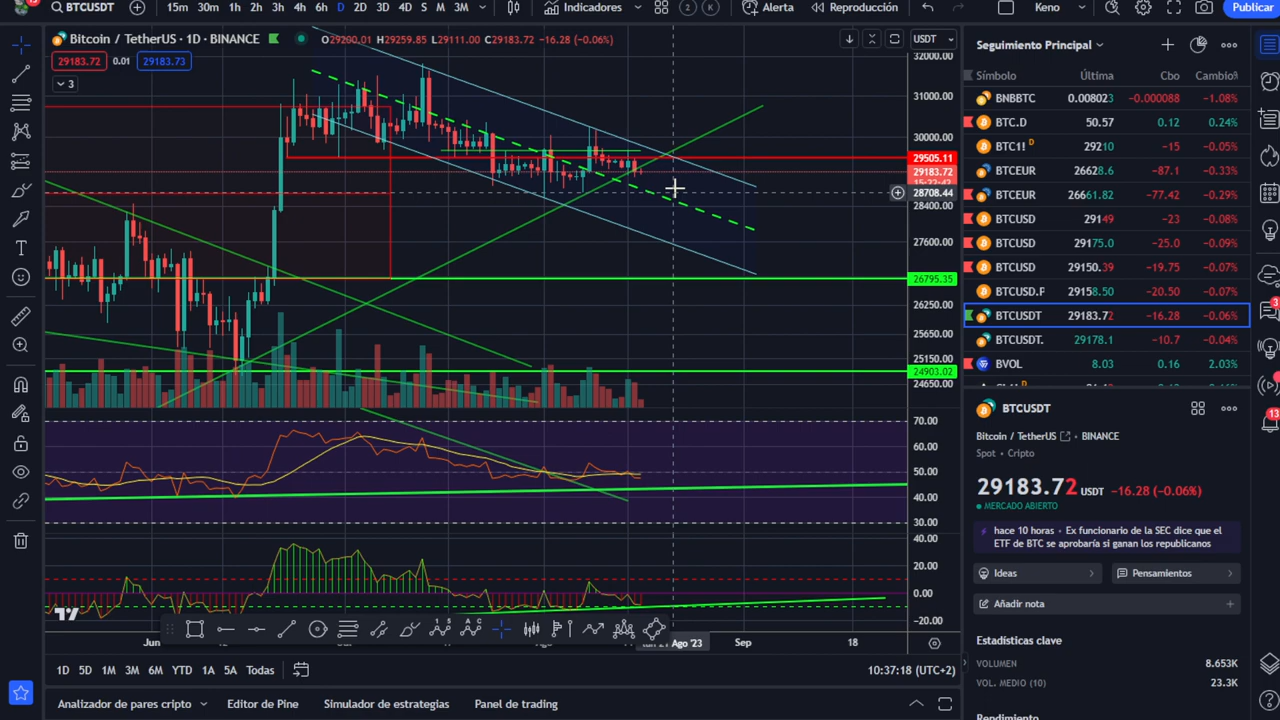 BTCUSDT 15m 30m 1h 2h 3h 4h 6h D 2D 3D 4D S M 3M Indicadores 2 K Alerta Reproducción Keno Publicar
Bitcoin / TetherUS · 1D · BINANCE O29200.01 H29259.85 L29111.00 C29183.72 −16.28 (−0.06%)
29183.72 0.01 29183.73
3
USDT
32000.00
31000.00
30000.00
29505.11
29183.72
28708.44
28400.00
27600.00
26795.35
26250.00
25650.00
25150.00
24903.02
24650.00
70.00
60.00
50.00
40.00
30.00
40.00
20.00
0.00
−20.00
Jun
Ago '23
Sep
18
1D 5D 1M 3M 6M YTD 1A 5A Todas
10:37:18 (UTC+2)
Analizador de pares cripto Editor de Pine Simulador de estrategias Panel de trading
Seguimiento Principal
Símbolo Última Cbo Cambio%
BNBBTC 0.008023 −0.000088 −1.08%
BTC.D 50.57 0.12 0.24%
BTC1! D 29210 −15 −0.05%
BTCEUR 26628.6 −87.1 −0.33%
BTCEUR 26661.82 −77.42 −0.29%
BTCUSD 29149 −23 −0.08%
BTCUSD 29175.0 −25.0 −0.09%
BTCUSD 29150.39 −19.75 −0.07%
BTCUSD.F 29158.50 −20.50 −0.07%
BTCUSDT 29183.72 −16.28 −0.06%
BTCUSDT. 29178.1 −10.7 −0.04%
BVOL 8.03 0.16 2.03%
BTCUSDT
Bitcoin / TetherUS · BINANCE
Spot · Cripto
29183.72 USDT −16.28 (−0.06%)
MERCADO ABIERTO
hace 10 horas · Ex funcionario de la SEC dice que el
ETF de BTC se aprobaría si ganan los republicanos
Ideas Pensamientos
Añadir nota
Estadísticas clave
VOLUMEN 8.653K
VOL. MEDIO (10) 23.3K
3
13